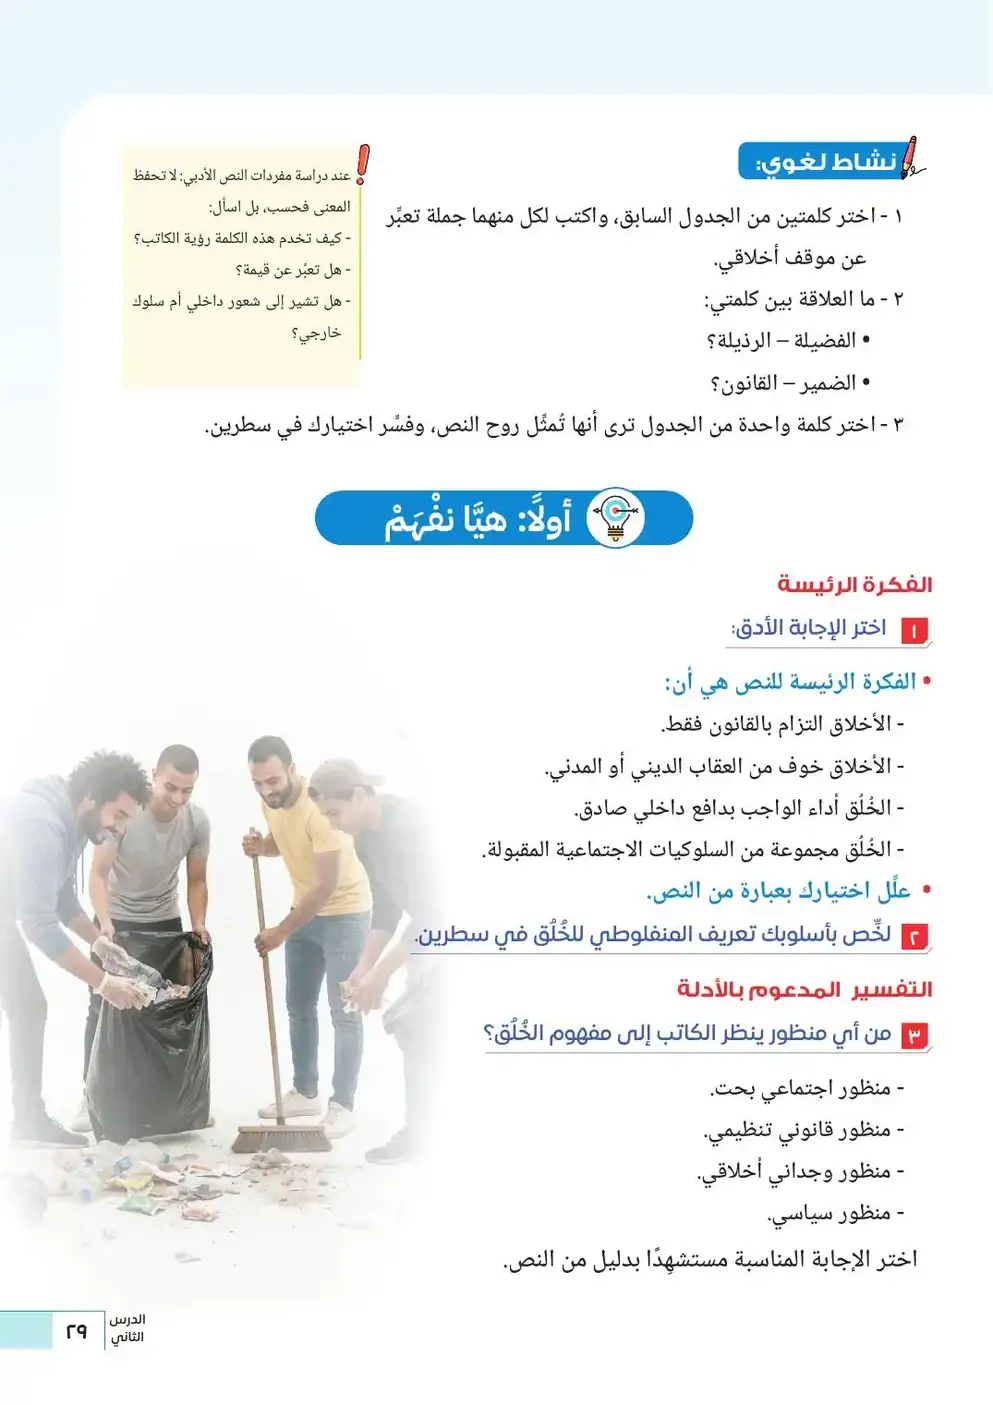 نشاط لغوي:
١ - اختر كلمتين من الجدول السابق، واكتب لكل منهما جملة تعبِّر
عن موقف أخلاقي.
٢ - ما العلاقة بين كلمتي:
• الفضيلة – الرذيلة؟
• الضمير – القانون؟
٣ - اختر كلمة واحدة من الجدول ترى أنها تُمثِّل روح النص، وفسِّر اختيارك في سطرين.
عند دراسة مفردات النص الأدبي: لا تحفظ
المعنى فحسب، بل اسأل:
- كيف تخدم هذه الكلمة رؤية الكاتب؟
- هل تعبَّر عن قيمة؟
- هل تشير إلى شعور داخلي أم سلوك
خارجي؟
أولًا: هيَّا نفْهَمْ
الفكرة الرئيسة
١ اختر الإجابة الأدق:
• الفكرة الرئيسة للنص هي أن:
- الأخلاق التزام بالقانون فقط.
- الأخلاق خوف من العقاب الديني أو المدني.
- الخُلُق أداء الواجب بدافع داخلي صادق.
- الخُلُق مجموعة من السلوكيات الاجتماعية المقبولة.
• علِّل اختيارك بعبارة من النص.
٢ لخِّص بأسلوبك تعريف المنفلوطي للخُلُق في سطرين.
التفسير المدعوم بالأدلة
٣ من أي منظور ينظر الكاتب إلى مفهوم الخُلُق؟
- منظور اجتماعي بحت.
- منظور قانوني تنظيمي.
- منظور وجداني أخلاقي.
- منظور سياسي.
اختر الإجابة المناسبة مستشهِدًا بدليل من النص.
الدرس
الثاني
٢٩